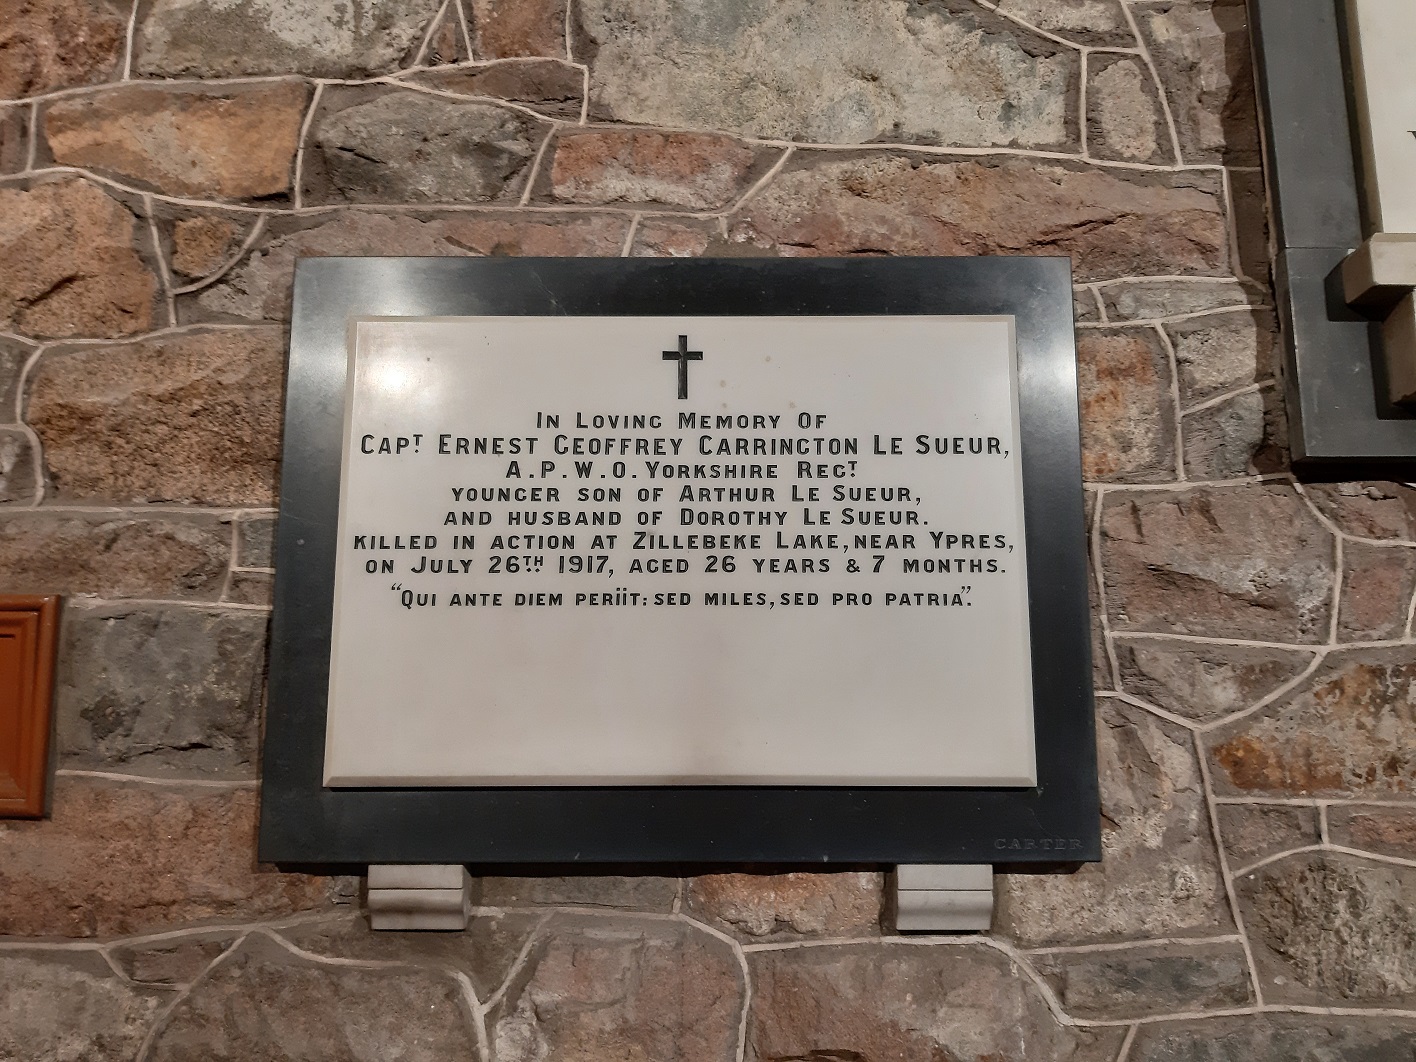 IN LOVING MEMORY OF
CAPT ERNEST GEOFFREY CARRINGTON LE SUEUR,
A.P.W.O. YORKSHIRE REGT
YOUNGER SON OF ARTHUR LE SUEUR,
AND HUSBAND OF DOROTHY LE SUEUR.
KILLED IN ACTION AT ZILLEBEKE LAKE, NEAR YPRES,
ON JULY 26TH 1917, AGED 26 YEARS & 7 MONTHS.
"QUI ANTE DIEM PERiiT: SED MILES, SED PRO PATRIA".
CARTER